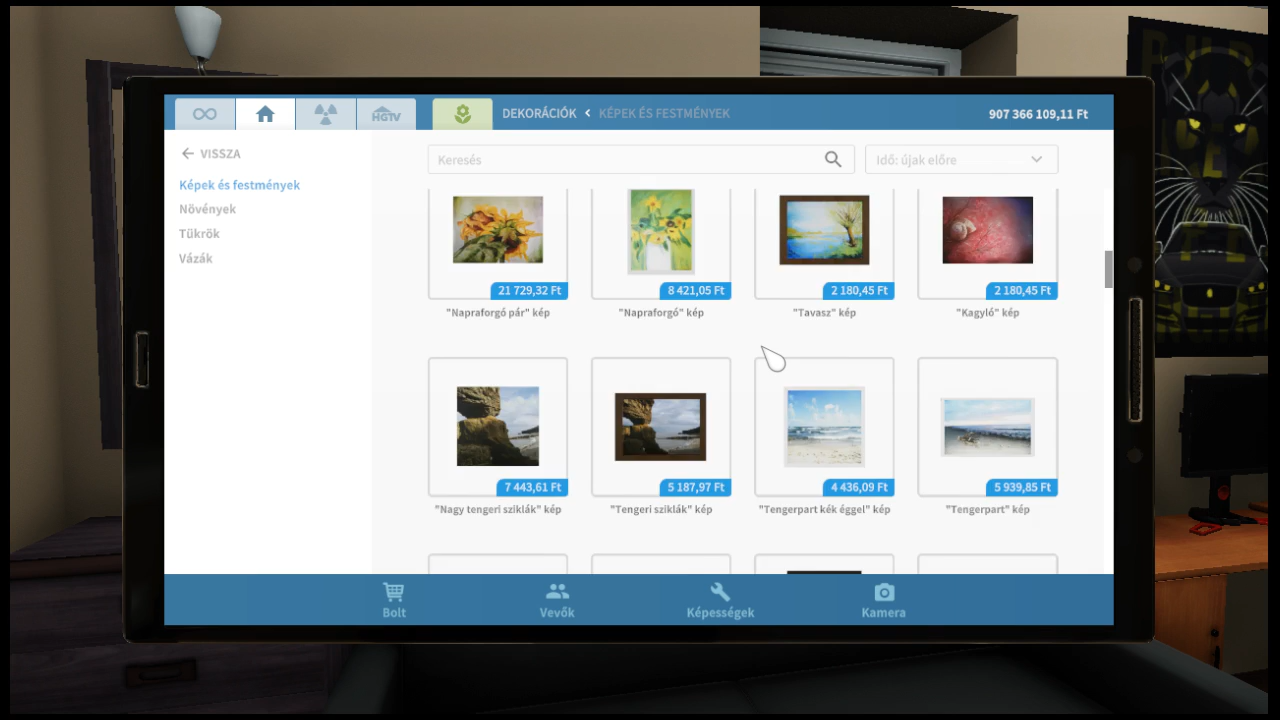 HGTV
DEKORÁCIÓK < KÉPEK ÉS FESTMÉNYEK
907 366 109,11 Ft
← VISSZA
Képek és festmények
Növények
Tükrök
Vázák
Keresés
Idő: újak előre
21 729,32 Ft
8 421,05 Ft
2 180,45 Ft
2 180,45 Ft
"Napraforgó pár" kép
"Napraforgó" kép
"Tavasz" kép
"Kagyló" kép
7 443,61 Ft
5 187,97 Ft
4 436,09 Ft
5 939,85 Ft
"Nagy tengeri sziklák" kép
"Tengeri sziklák" kép
"Tengerpart kék éggel" kép
"Tengerpart" kép
Bolt
Vevők
Képességek
Kamera